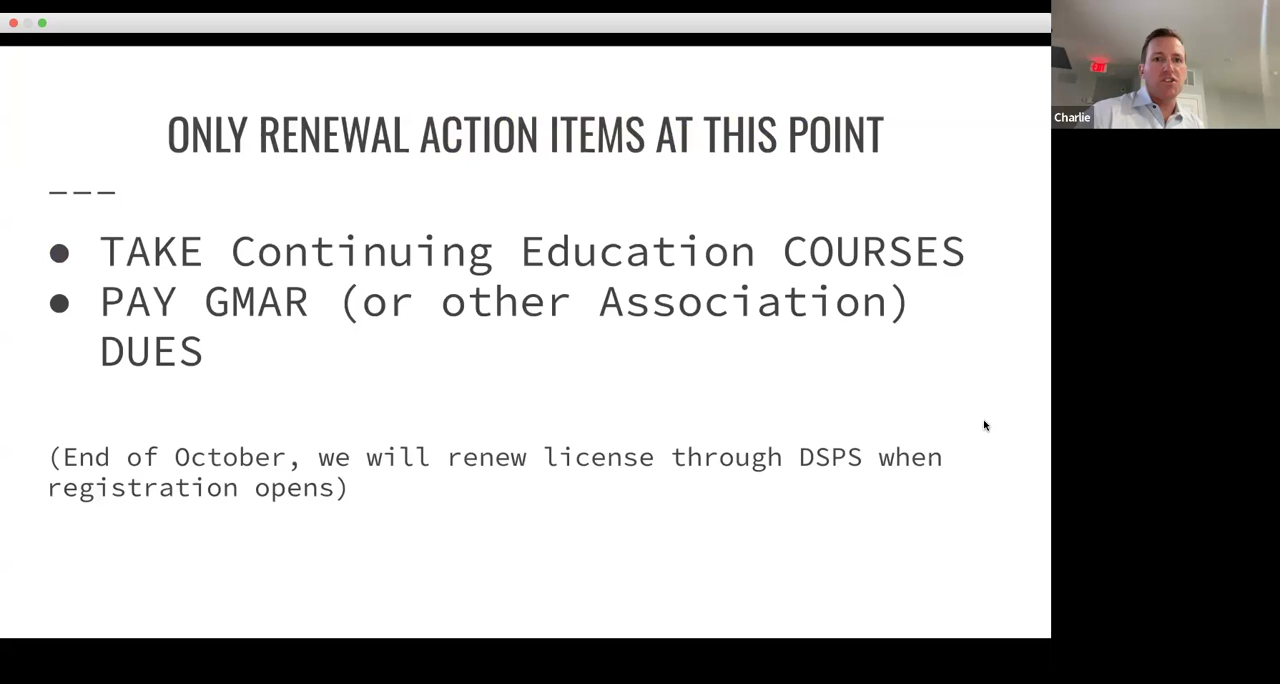 ONLY RENEWAL ACTION ITEMS AT THIS POINT
---
● TAKE Continuing Education COURSES
● PAY GMAR (or other Association)
DUES
(End of October, we will renew license through DSPS when
registration opens)
EXIT
Charlie